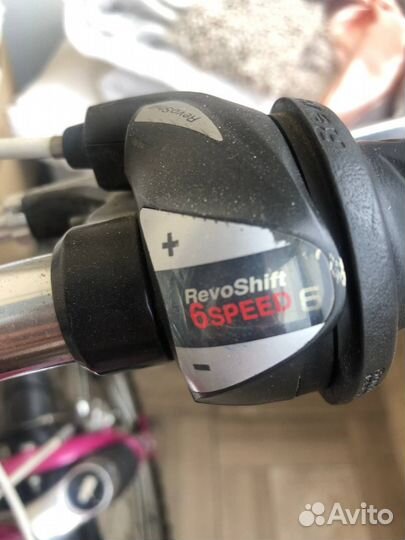 RevoShift
+
RevoShift
6SPEED 6
-
Avito